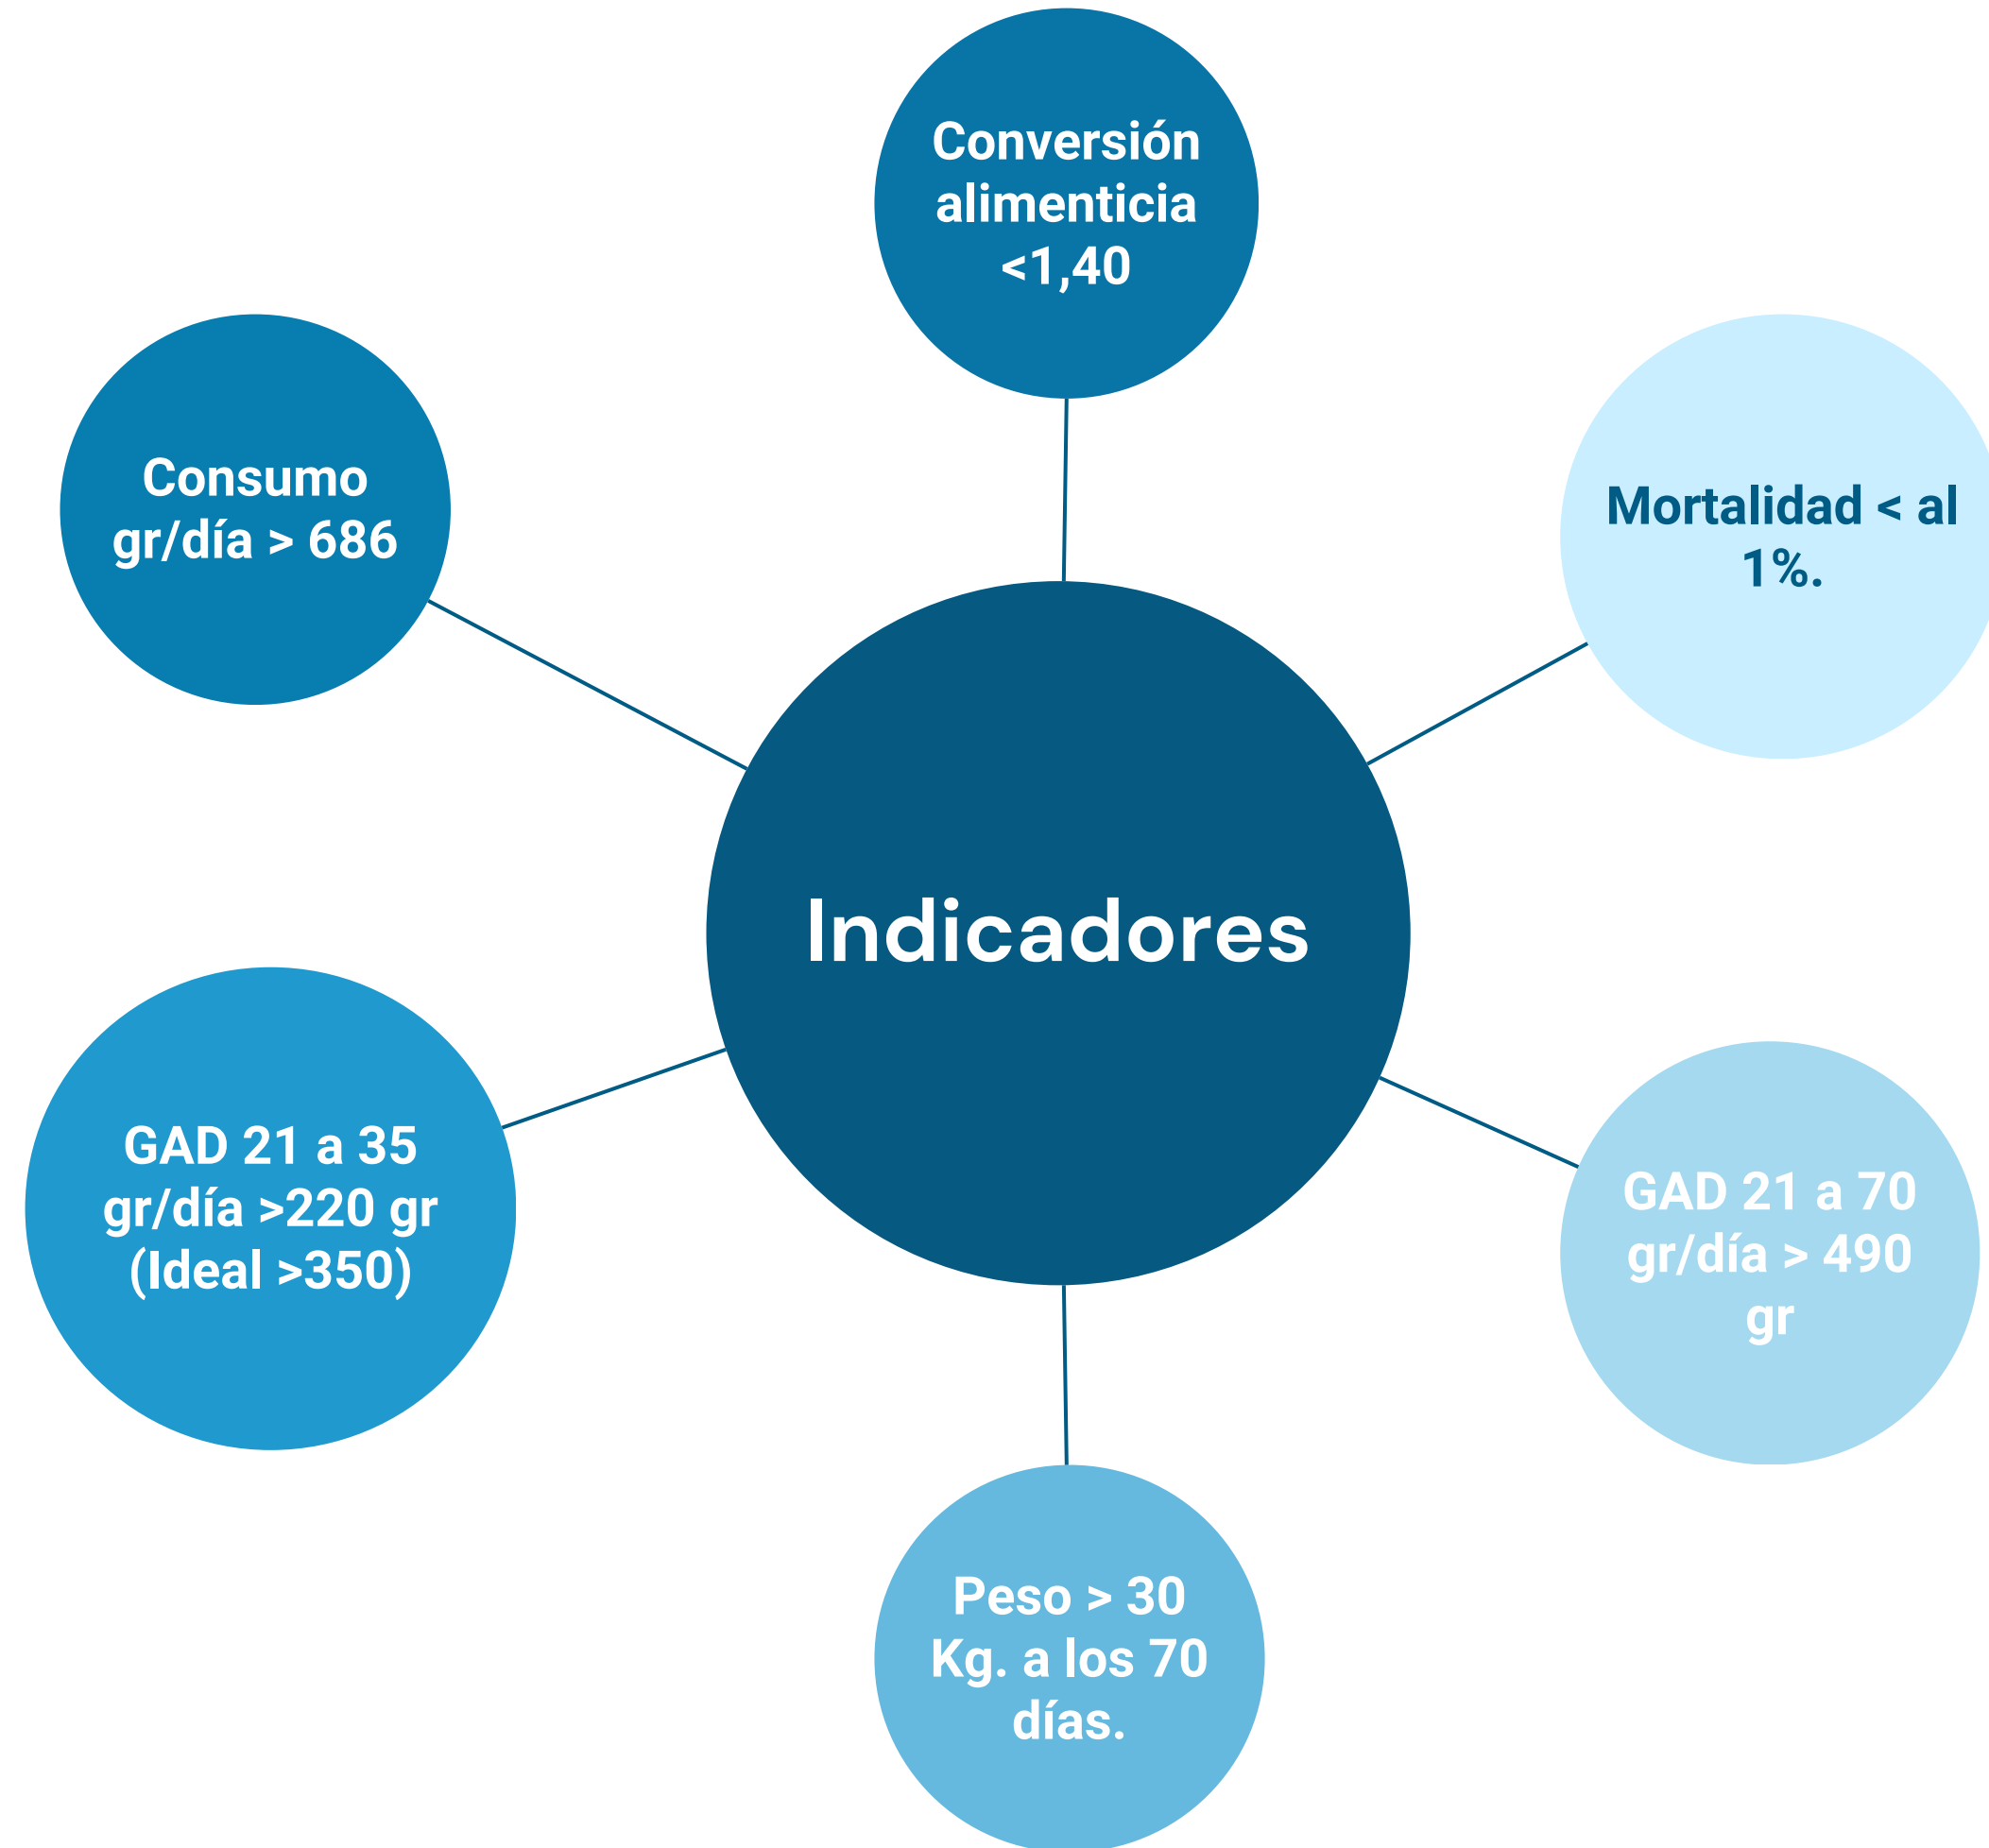 Conversión
alimenticia
<1,40
Consumo
gr/día > 686
Mortalidad < al
1%.
Indicadores
GAD 21 a 35
gr/día >220 gr
(Ideal >350)
GAD 21 a 70
gr/día > 490
gr
Peso > 30
Kg. a los 70
días.